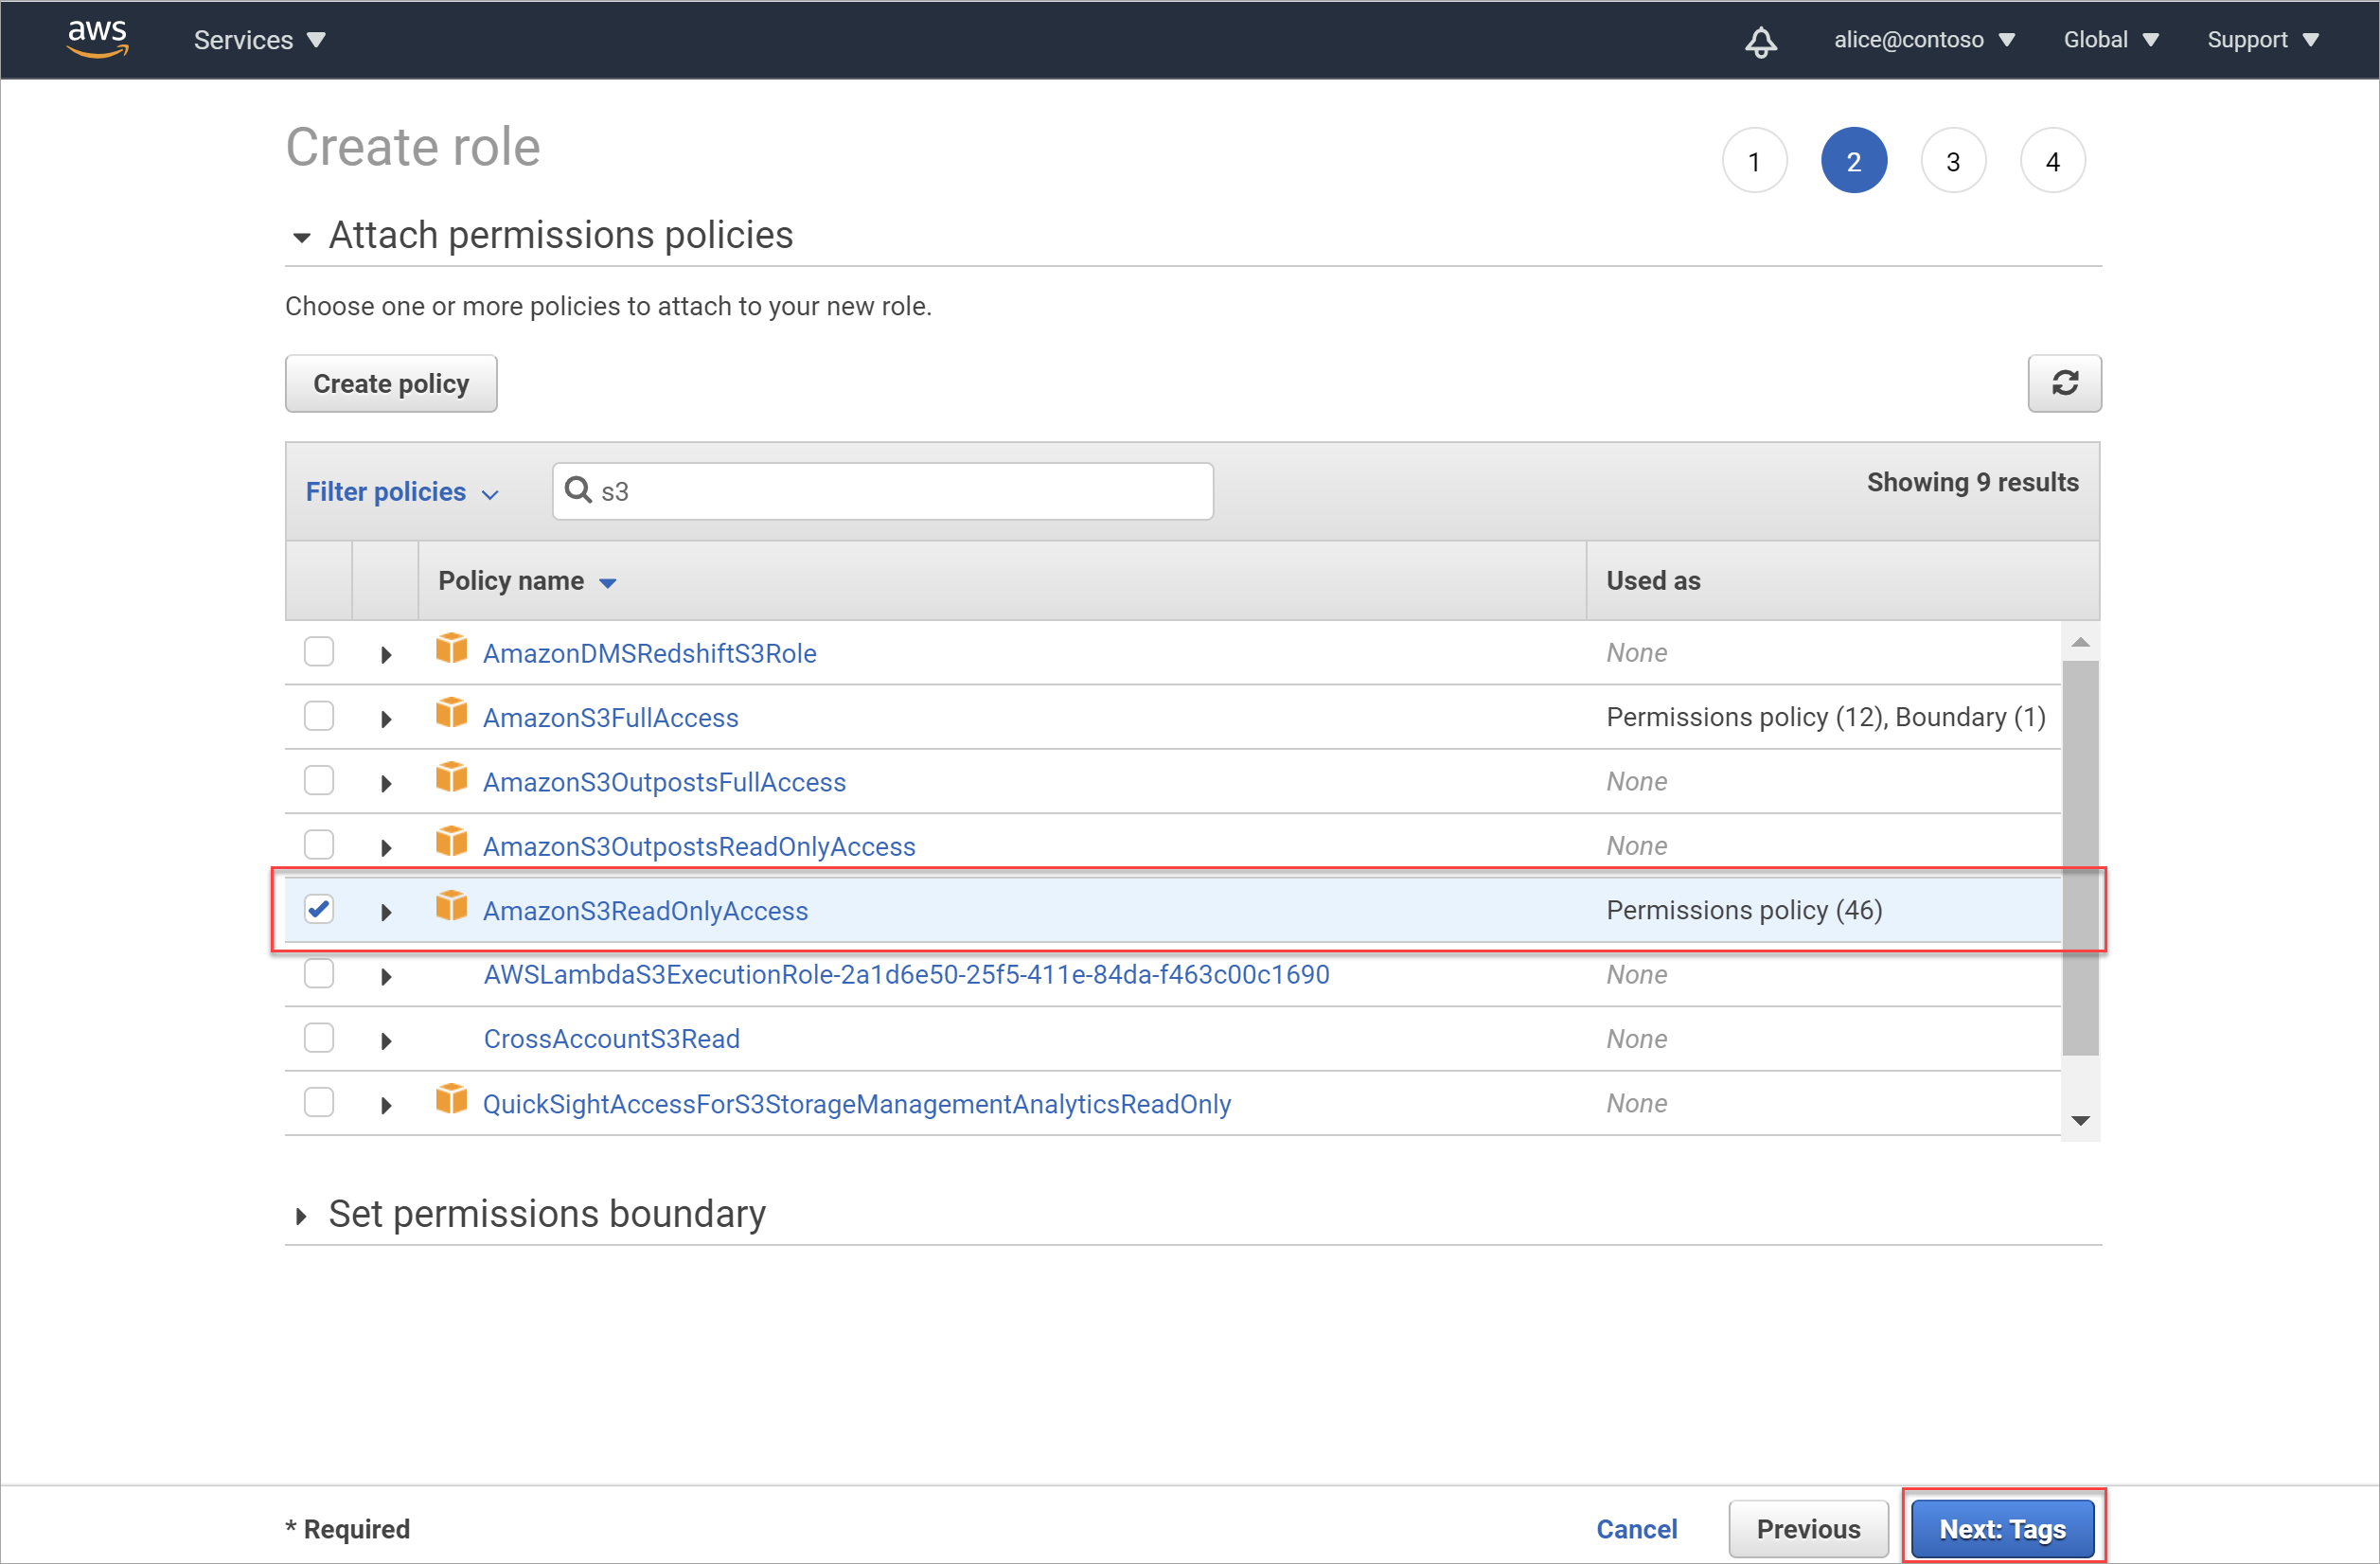 aws Services alice@contoso Global Support
Create role 1 2 3 4
Attach permissions policies
Choose one or more policies to attach to your new role.
Create policy
Filter policies s3 Showing 9 results
Policy name Used as
AmazonDMSRedshiftS3Role None
AmazonS3FullAccess Permissions policy (12), Boundary (1)
AmazonS3OutpostsFullAccess None
AmazonS3OutpostsReadOnlyAccess None
AmazonS3ReadOnlyAccess Permissions policy (46)
AWSLambdaS3ExecutionRole-2a1d6e50-25f5-411e-84da-f463c00c1690 None
CrossAccountS3Read None
QuickSightAccessForS3StorageManagementAnalyticsReadOnly None
Set permissions boundary
* Required Cancel Previous Next: Tags